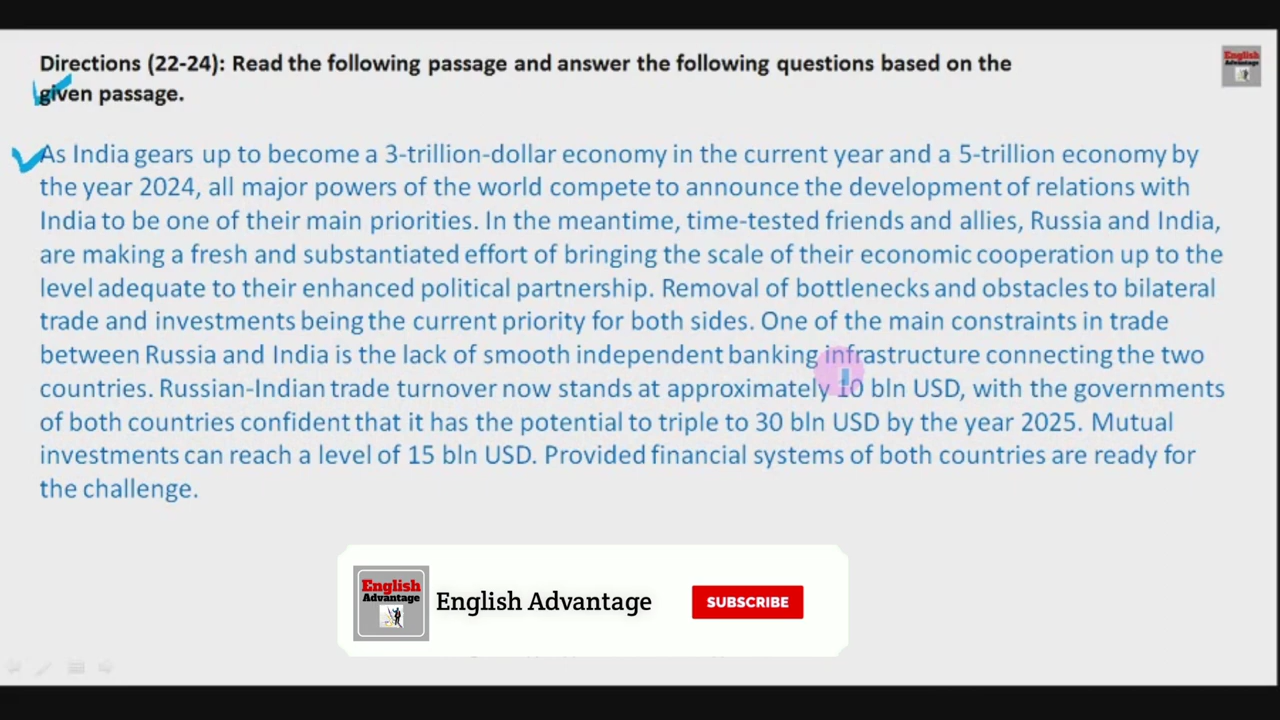 Directions (22-24): Read the following passage and answer the following questions based on the
given passage.
English
Advantage
As India gears up to become a 3-trillion-dollar economy in the current year and a 5-trillion economy by
the year 2024, all major powers of the world compete to announce the development of relations with
India to be one of their main priorities. In the meantime, time-tested friends and allies, Russia and India,
are making a fresh and substantiated effort of bringing the scale of their economic cooperation up to the
level adequate to their enhanced political partnership. Removal of bottlenecks and obstacles to bilateral
trade and investments being the current priority for both sides. One of the main constraints in trade
between Russia and India is the lack of smooth independent banking infrastructure connecting the two
countries. Russian-Indian trade turnover now stands at approximately 10 bln USD, with the governments
of both countries confident that it has the potential to triple to 30 bln USD by the year 2025. Mutual
investments can reach a level of 15 bln USD. Provided financial systems of both countries are ready for
the challenge.
English
Advantage
English Advantage
SUBSCRIBE